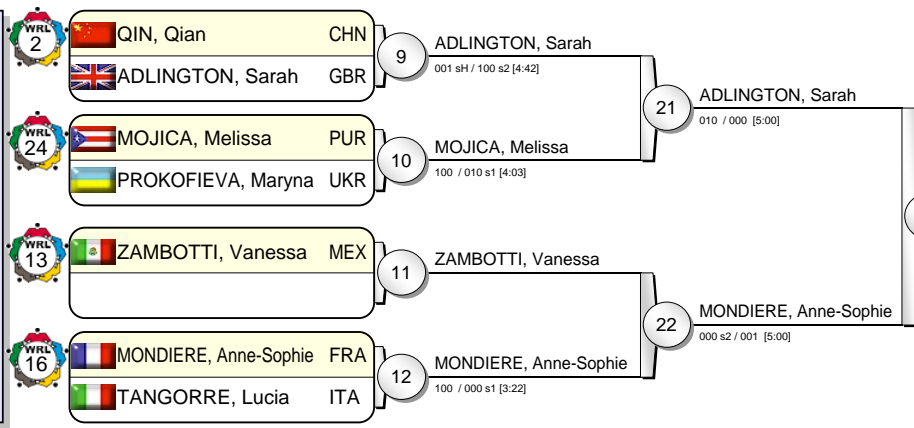 WRL 2
QIN, Qian CHN
ADLINGTON, Sarah GBR
9
ADLINGTON, Sarah
001 sH / 100 s2 [4:42]
WRL 24
MOJICA, Melissa PUR
PROKOFIEVA, Maryna UKR
10
MOJICA, Melissa
100 / 010 s1 [4:03]
21
ADLINGTON, Sarah
010 / 000 [5:00]
WRL 13
ZAMBOTTI, Vanessa MEX
11
ZAMBOTTI, Vanessa
WRL 16
MONDIERE, Anne-Sophie FRA
TANGORRE, Lucia ITA
12
MONDIERE, Anne-Sophie
100 / 000 s1 [3:22]
22
MONDIERE, Anne-Sophie
000 s2 / 001 [5:00]